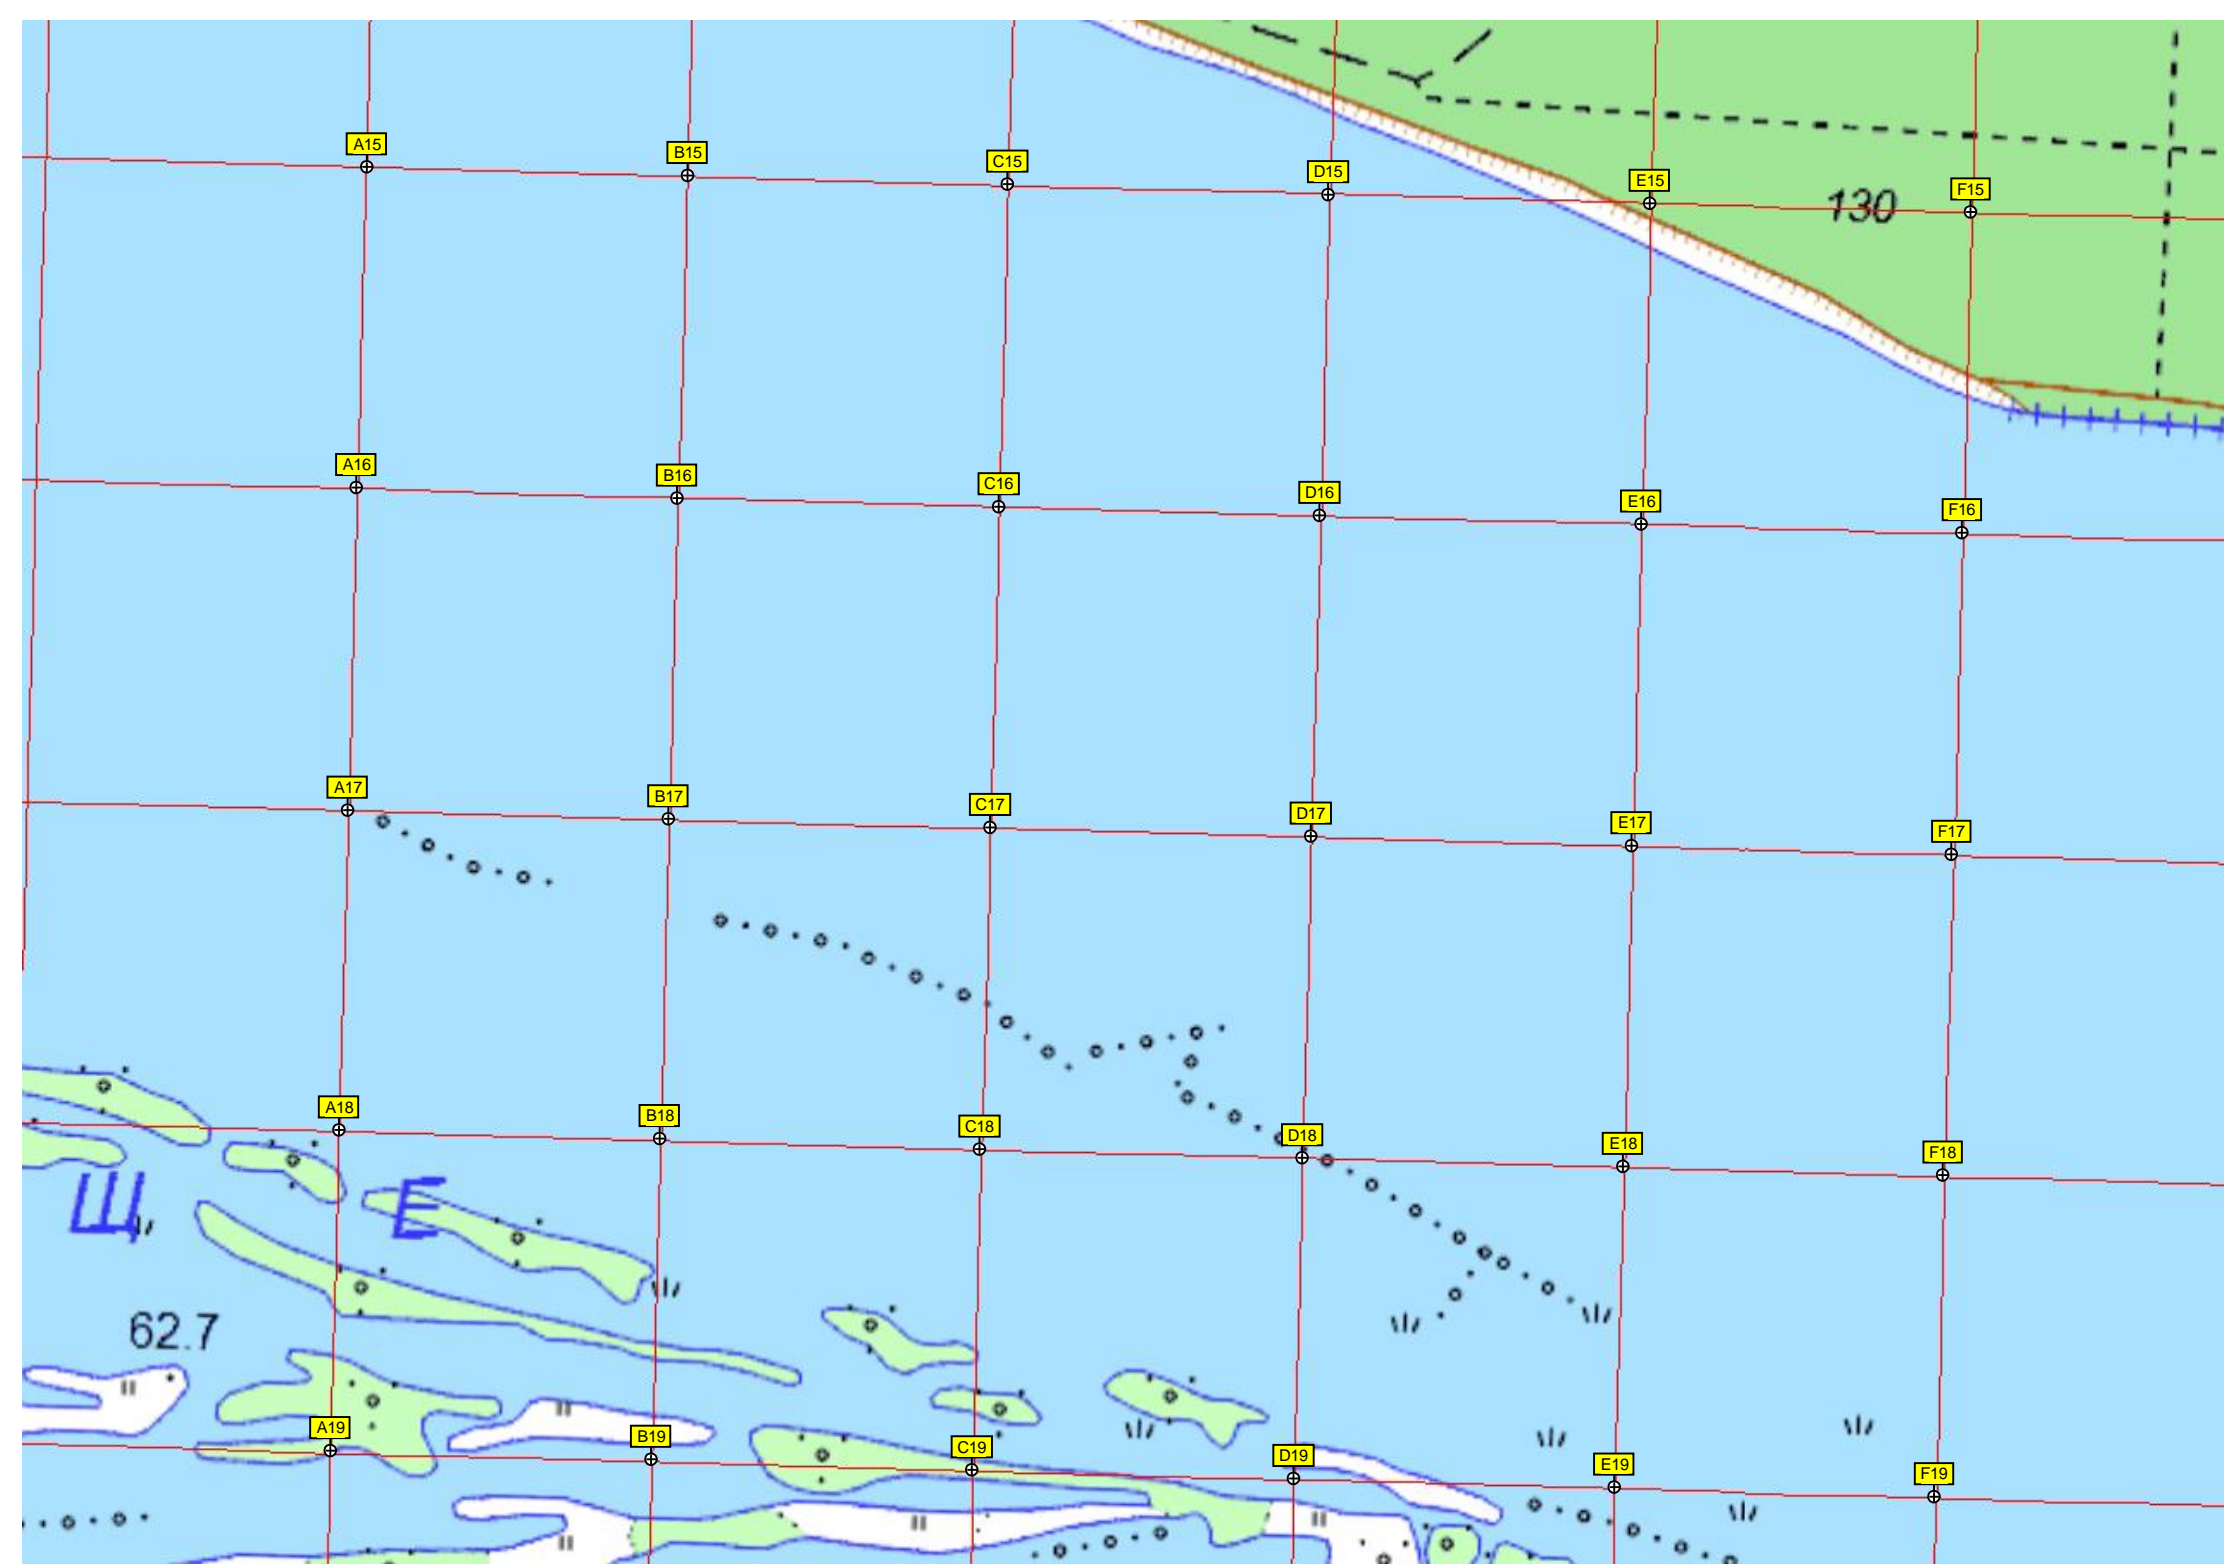 A15 B15 C15 D15 E15 F15
130
A16 B16 C16 D16 E16 F16
A17 B17 C17 D17 E17 F17
A18 B18 C18 D18 E18 F18
Щ Е
62.7
A19 B19 C19 D19 E19 F19